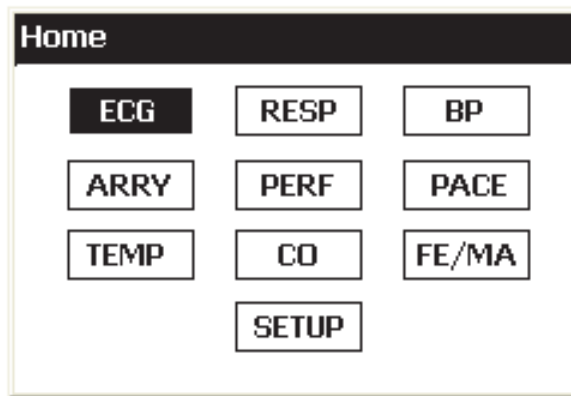 Home
ECG RESP BP
ARRY PERF PACE
TEMP CO FE/MA
SETUP